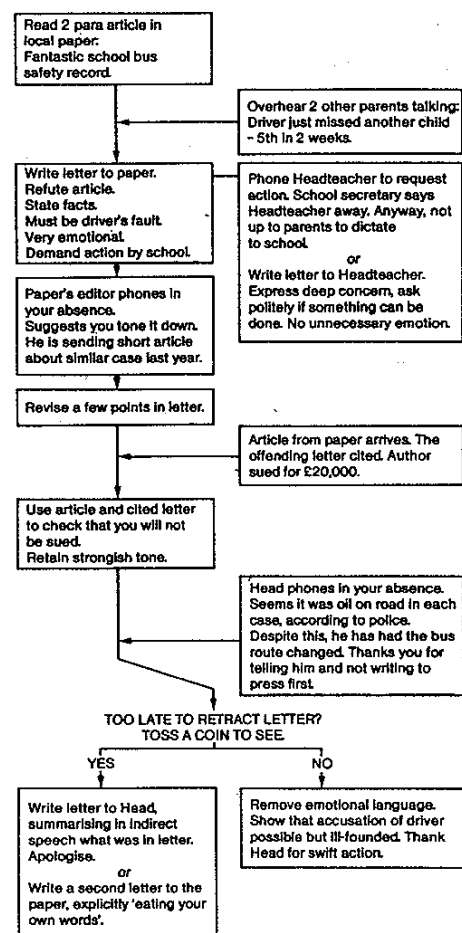 Read 2 para article in
local paper:
Fantastic school bus
safety record.
Overhear 2 other parents talking:
Driver just missed another child
– 5th in 2 weeks.
Write letter to paper.
Refute article.
State facts.
Must be driver's fault.
Very emotional.
Demand action by school.
Phone Headteacher to request
action. School secretary says
Headteacher away. Anyway, not
up to parents to dictate
to school.
or
Write letter to Headteacher.
Express deep concern, ask
politely if something can be
done. No unnecessary emotion.
Paper's editor phones in
your absence.
Suggests you tone it down.
He is sending short article
about similar case last year.
Revise a few points in letter.
Article from paper arrives. The
offending letter cited. Author
sued for £20,000.
Use article and cited letter
to check that you will not
be sued.
Retain strongish tone.
Head phones in your absence.
Seems it was oil on road in each
case, according to police.
Despite this, he has had the bus
route changed. Thanks you for
telling him and not writing to
press first.
TOO LATE TO RETRACT LETTER?
TOSS A COIN TO SEE.
YES
NO
Write letter to Head,
summarising in indirect
speech what was in letter.
Apologise.
or
Write a second letter to the
paper, explicitly 'eating your
own words'.
Remove emotional language.
Show that accusation of driver
possible but ill-founded. Thank
Head for swift action.